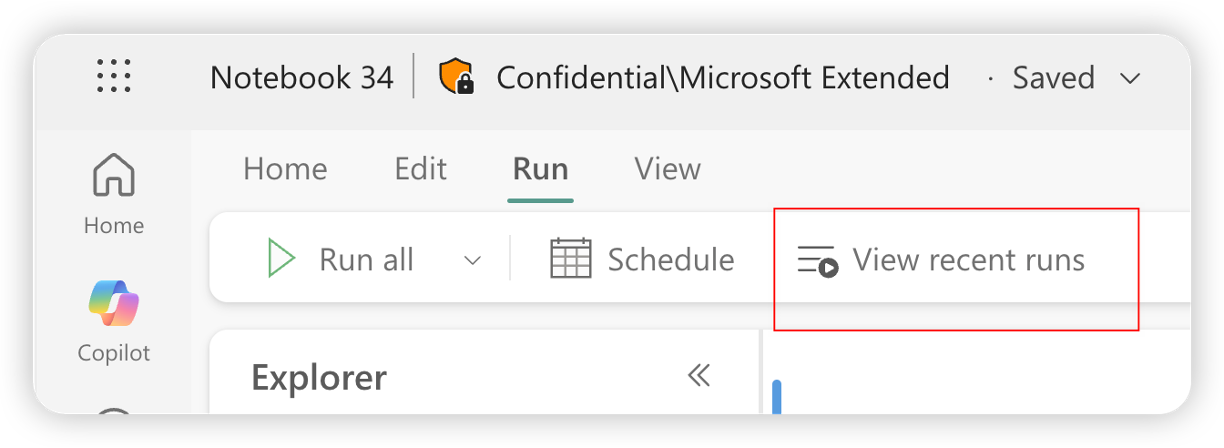 Notebook 34 Confidential\Microsoft Extended · Saved
Home Edit Run View
Home
Run all Schedule View recent runs
Copilot
Explorer